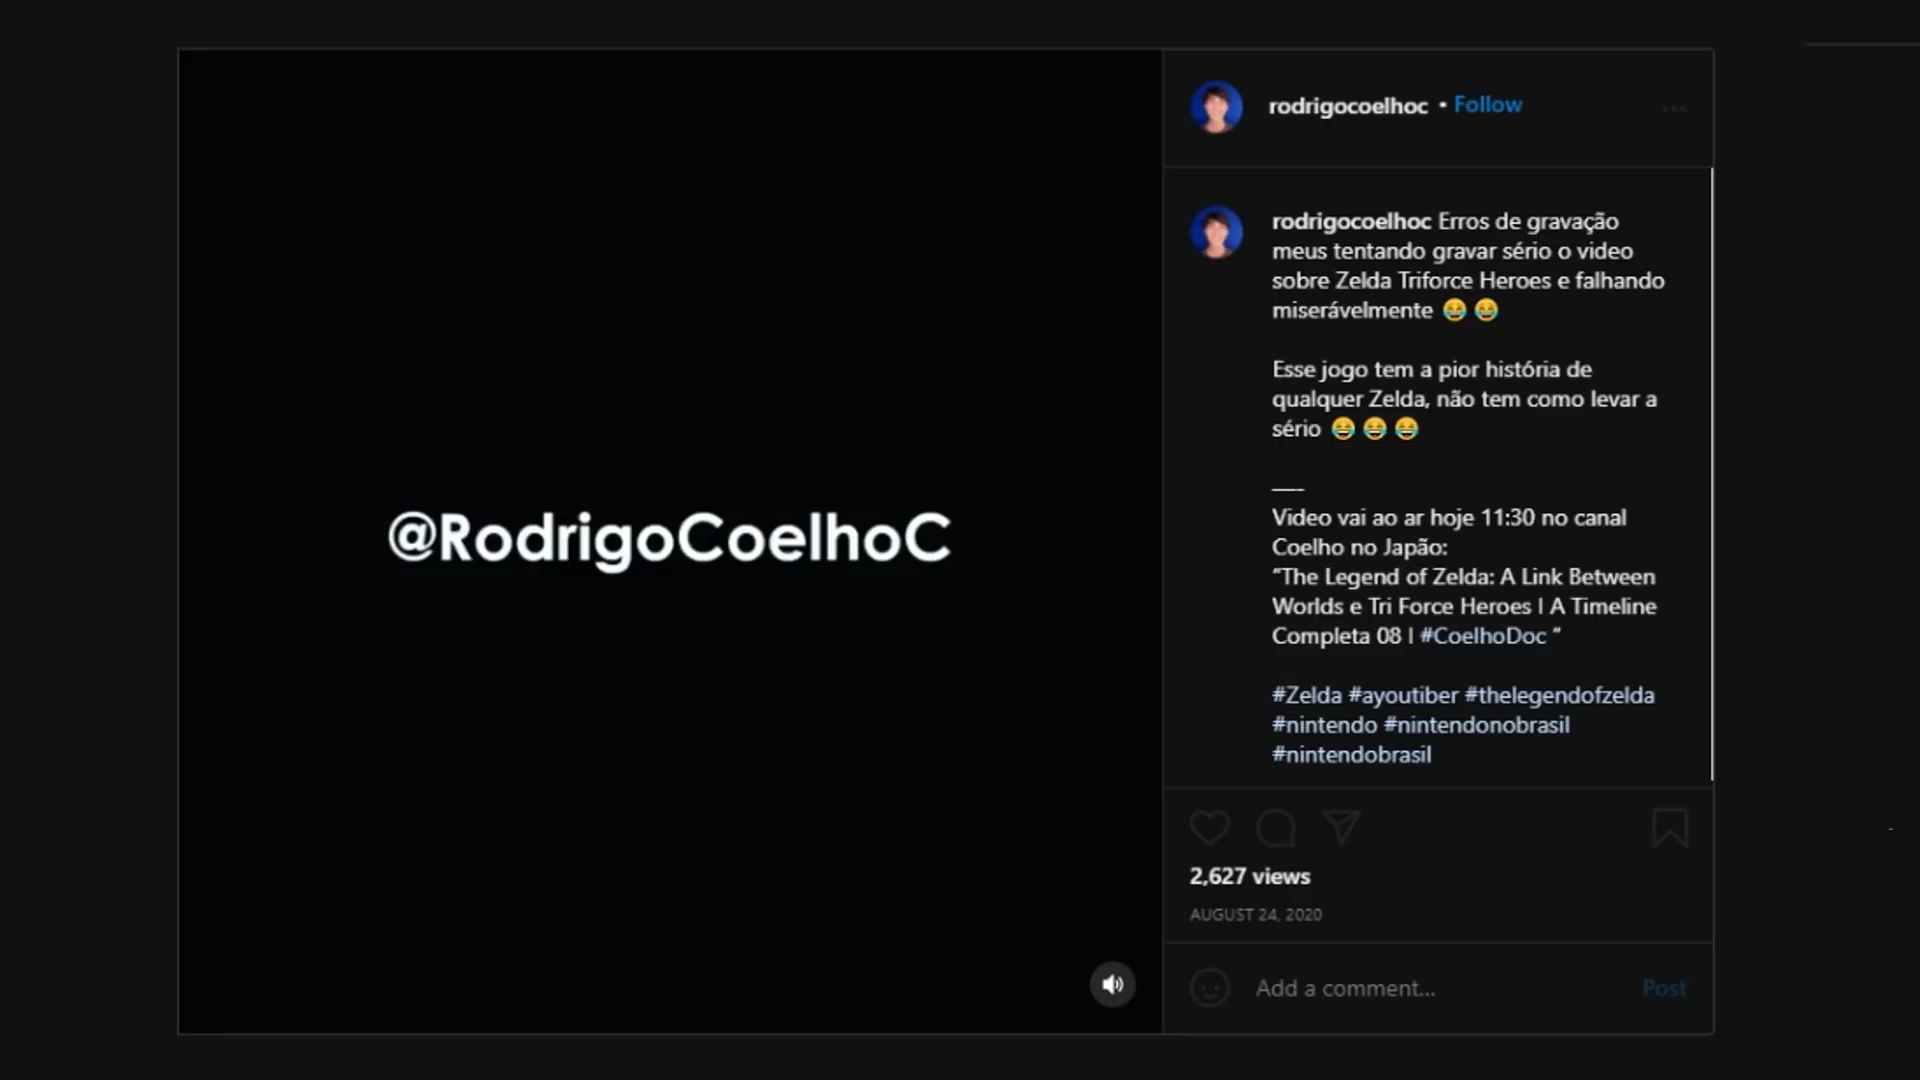 @RodrigoCoelhoC
rodrigocoelhoc • Follow
rodrigocoelhoc Erros de gravação
meus tentando gravar sério o video
sobre Zelda Triforce Heroes e falhando
miserávelmente 😂 😂
Esse jogo tem a pior história de
qualquer Zelda, não tem como levar a
sério 😂 😂 😂
__-
Video vai ao ar hoje 11:30 no canal
Coelho no Japão:
“The Legend of Zelda: A Link Between
Worlds e Tri Force Heroes | A Timeline
Completa 08 | #CoelhoDoc “
#Zelda #ayoutiber #thelegendofzelda
#nintendo #nintendonobrasil
#nintendobrasil
2,627 views
AUGUST 24, 2020
Add a comment...
Post